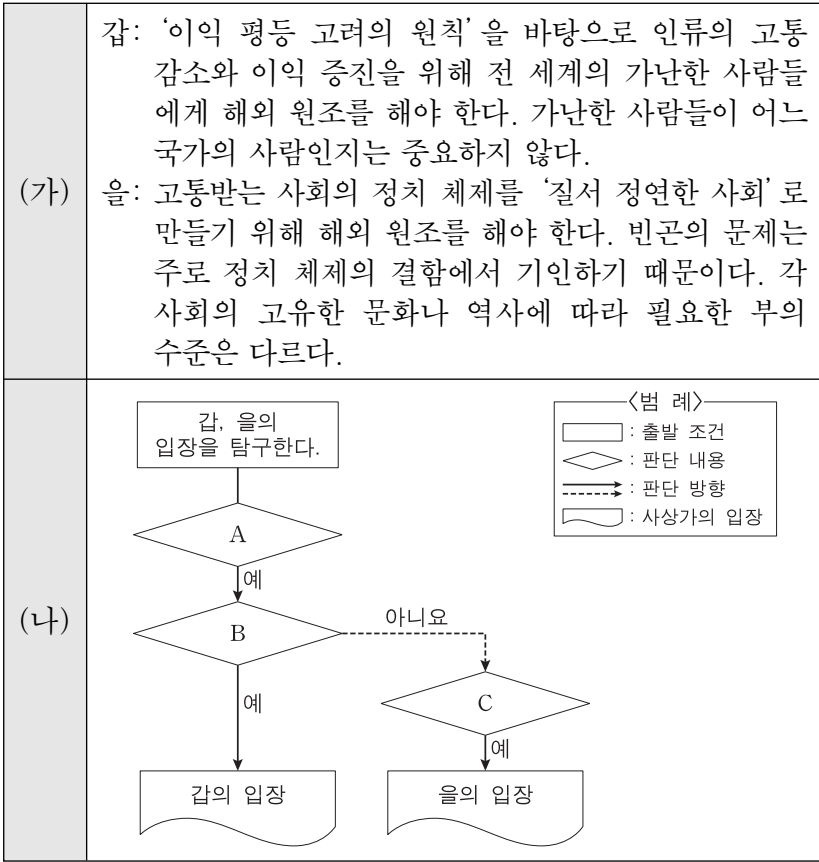 (가)
갑: ‘이익 평등 고려의 원칙’을 바탕으로 인류의 고통
감소와 이익 증진을 위해 전 세계의 가난한 사람들
에게 해외 원조를 해야 한다. 가난한 사람들이 어느
국가의 사람인지는 중요하지 않다.
을: 고통받는 사회의 정치 체제를 ‘질서 정연한 사회’로
만들기 위해 해외 원조를 해야 한다. 빈곤의 문제는
주로 정치 체제의 결함에서 기인하기 때문이다. 각
사회의 고유한 문화나 역사에 따라 필요한 부의
수준은 다르다.
(나)
갑, 을의
입장을 탐구한다.
A
예
B
아니요
예
C
예
갑의 입장
을의 입장
〈범 례〉
: 출발 조건
: 판단 내용
: 판단 방향
: 사상가의 입장